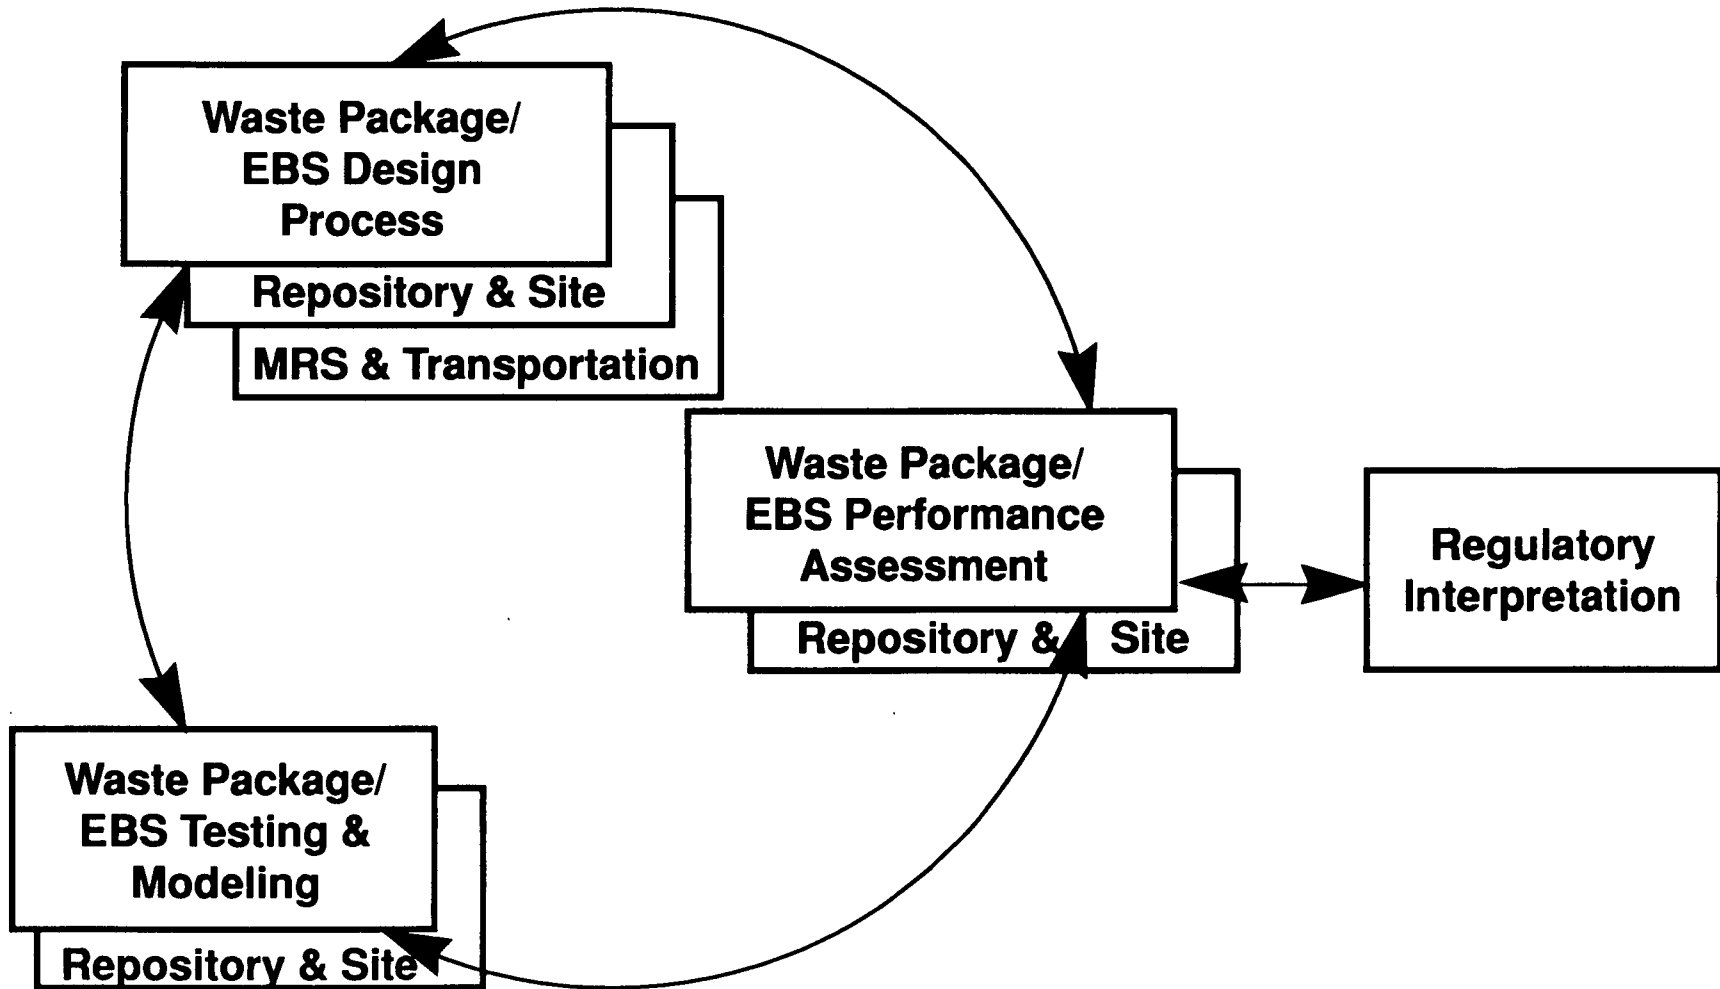 Waste Package/
EBS Design
Process
Repository & Site
MRS & Transportation
Waste Package/
EBS Performance
Assessment
Repository & Site
Regulatory
Interpretation
Waste Package/
EBS Testing &
Modeling
Repository & Site